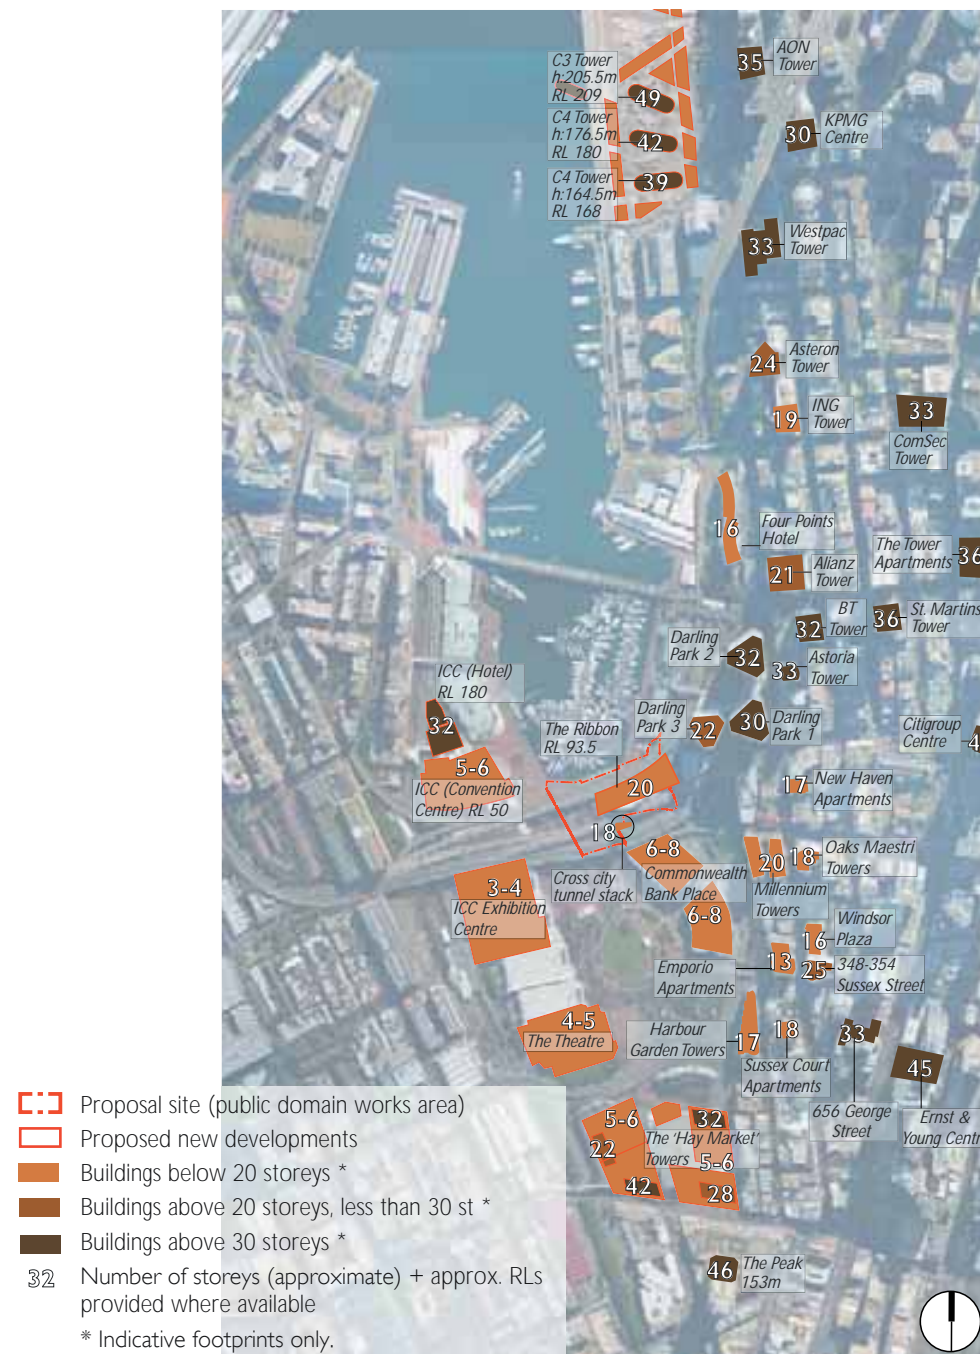 C3 Tower
h:205.5m
RL 209
49
C4 Tower
h:176.5m
RL 180
42
C4 Tower
h:164.5m
RL 168
39
35
AON
Tower
30
KPMG
Centre
33
Westpac
Tower
24
Asteron
Tower
19
ING
Tower
33
ComSec
Tower
16
Four Points
Hotel
The Tower
Apartments
36
21
Alianz
Tower
32
BT
Tower
36
St. Martins
Tower
Darling
Park 2
32
33
Astoria
Tower
ICC (Hotel)
RL 180
32
Darling
Park 3
22
30
Darling
Park 1
Citigroup
Centre
4
The Ribbon
RL 93.5
20
5-6
ICC (Convention
Centre) RL 50
17
New Haven
Apartments
18
Cross city
tunnel stack
6-8
Commonwealth
Bank Place
6-8
20
Millennium
Towers
18
Oaks Maestri
Towers
3-4
ICC Exhibition
Centre
16
Windsor
Plaza
Emporio
Apartments
13
25
348-354
Sussex Street
4-5
The Theatre
Harbour
Garden Towers
17
18
Sussex Court
Apartments
33
656 George
Street
45
Ernst &
Young Centr
5-6
22
42
The 'Hay Market'
Towers
32
5-6
28
46
The Peak
153m
Proposal site (public domain works area)
Proposed new developments
Buildings below 20 storeys *
Buildings above 20 storeys, less than 30 st *
Buildings above 30 storeys *
32 Number of storeys (approximate) + approx. RLs
provided where available
* Indicative footprints only.